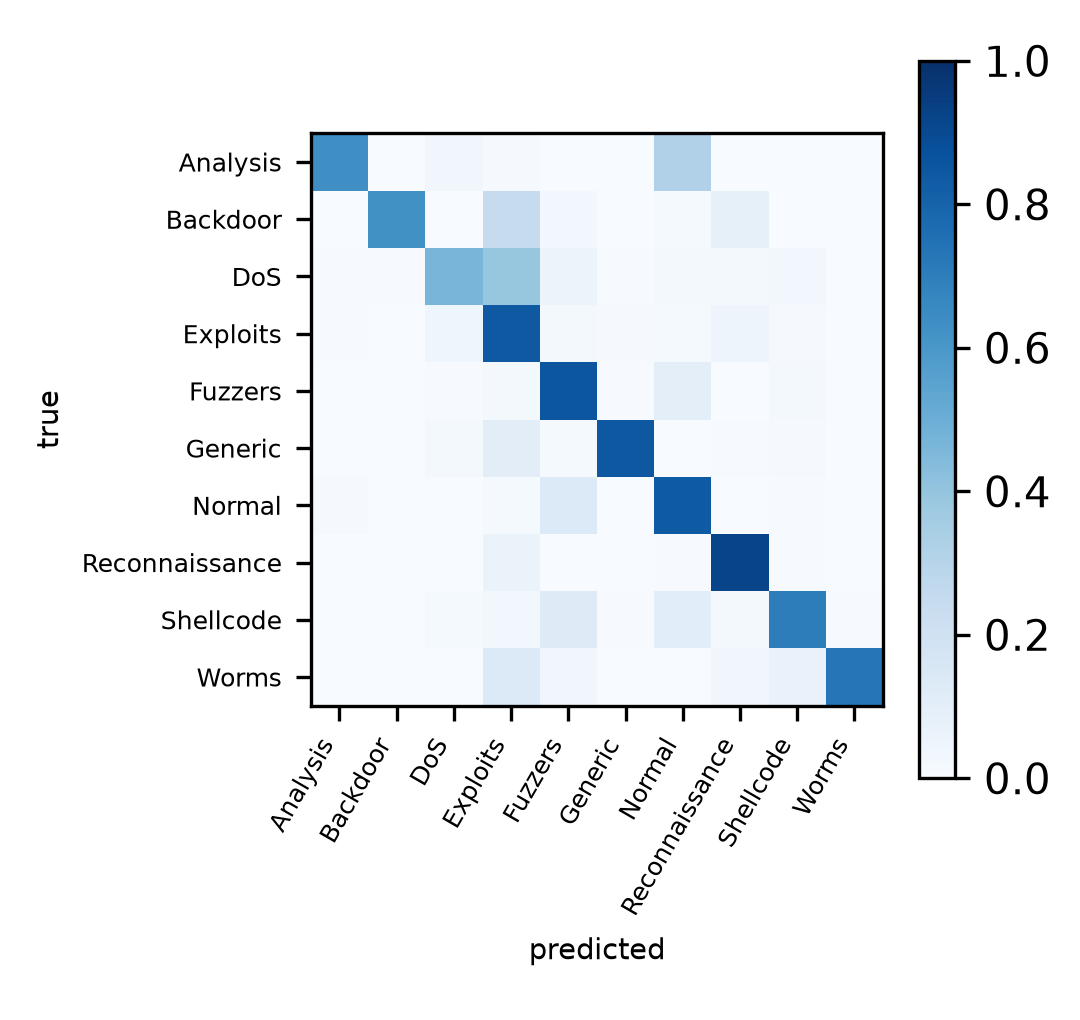 1.0
0.8
0.6
0.4
0.2
0.0
Analysis
Backdoor
DoS
Exploits
Fuzzers
Generic
Normal
Reconnaissance
Shellcode
Worms
true
Analysis
Backdoor
DoS
Exploits
Fuzzers
Generic
Normal
Reconnaissance
Shellcode
Worms
predicted